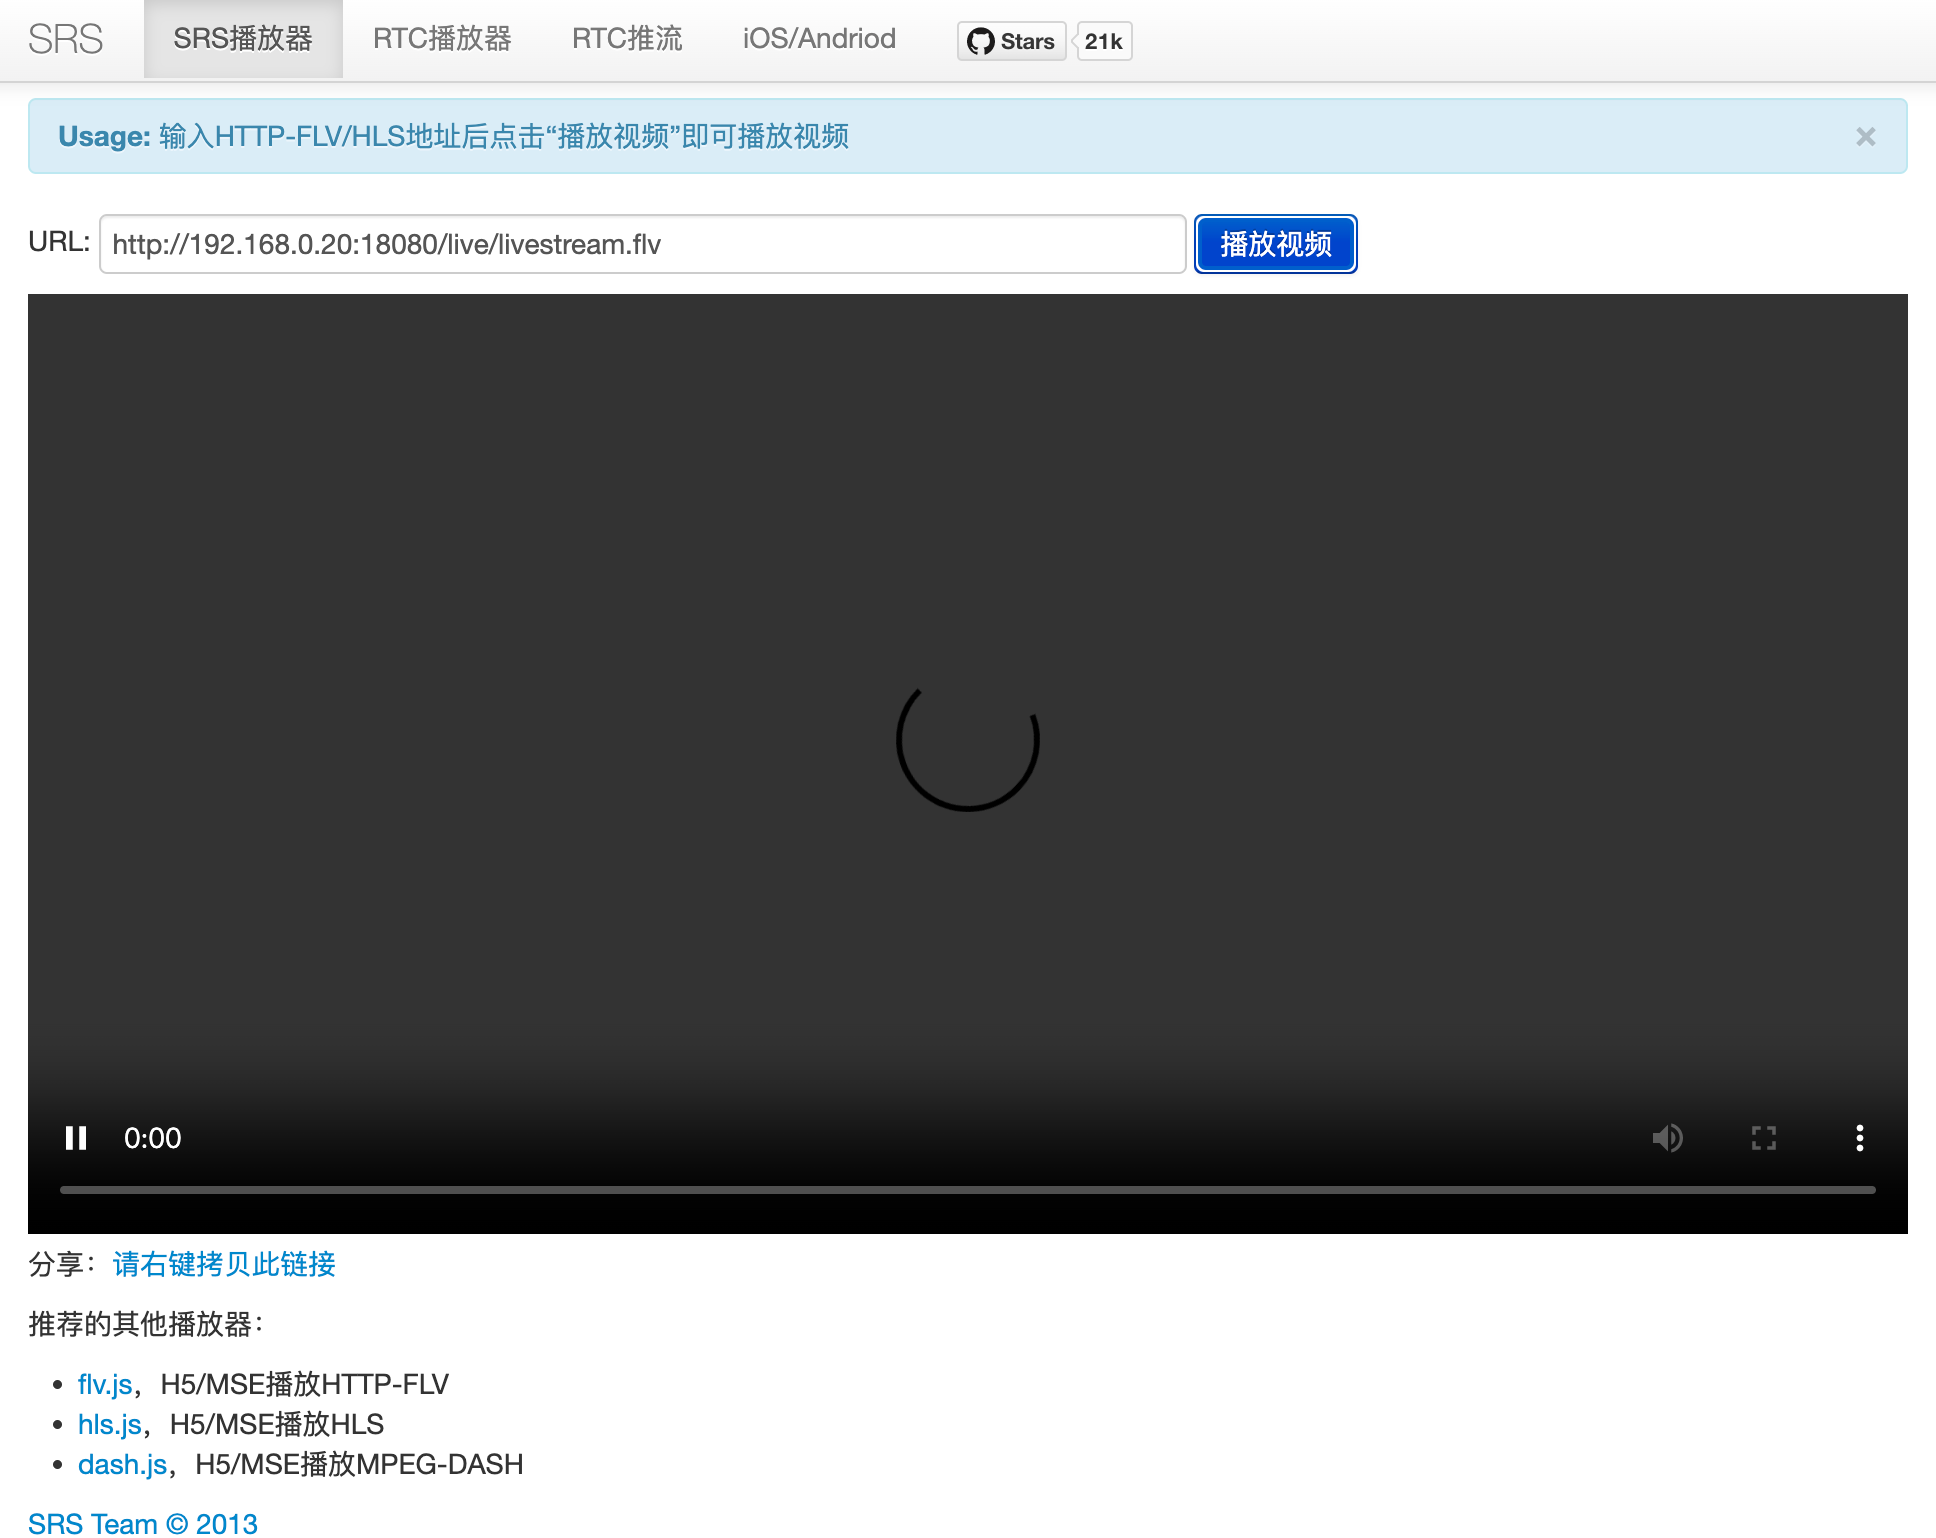 SRS SRS播放器 RTC播放器 RTC推流 iOS/Andriod Stars 21k
Usage: 输入HTTP-FLV/HLS地址后点击“播放视频”即可播放视频 ×
URL: http://192.168.0.20:18080/live/livestream.flv 播放视频
0:00
分享：请右键拷贝此链接
推荐的其他播放器：
• flv.js，H5/MSE播放HTTP-FLV
• hls.js，H5/MSE播放HLS
• dash.js，H5/MSE播放MPEG-DASH
SRS Team © 2013